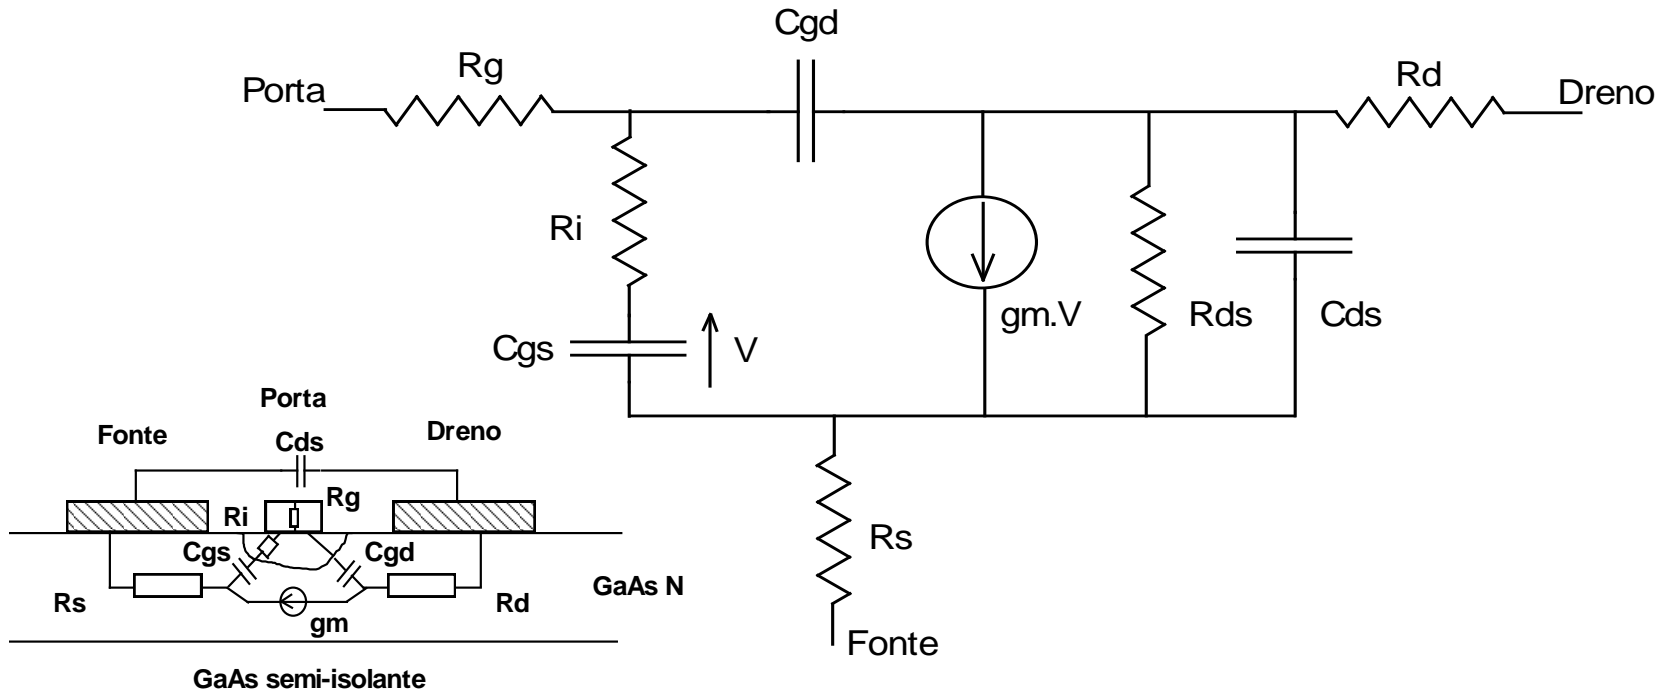 Cgd
Rg
Rd
Porta
Dreno
Ri
gm.V
Rds
Cds
Cgs
V
Rs
Fonte
Porta
Fonte
Cds
Dreno
Rg
Ri
Cgs
Cgd
Rs
gm
Rd
GaAs N
GaAs semi-isolante